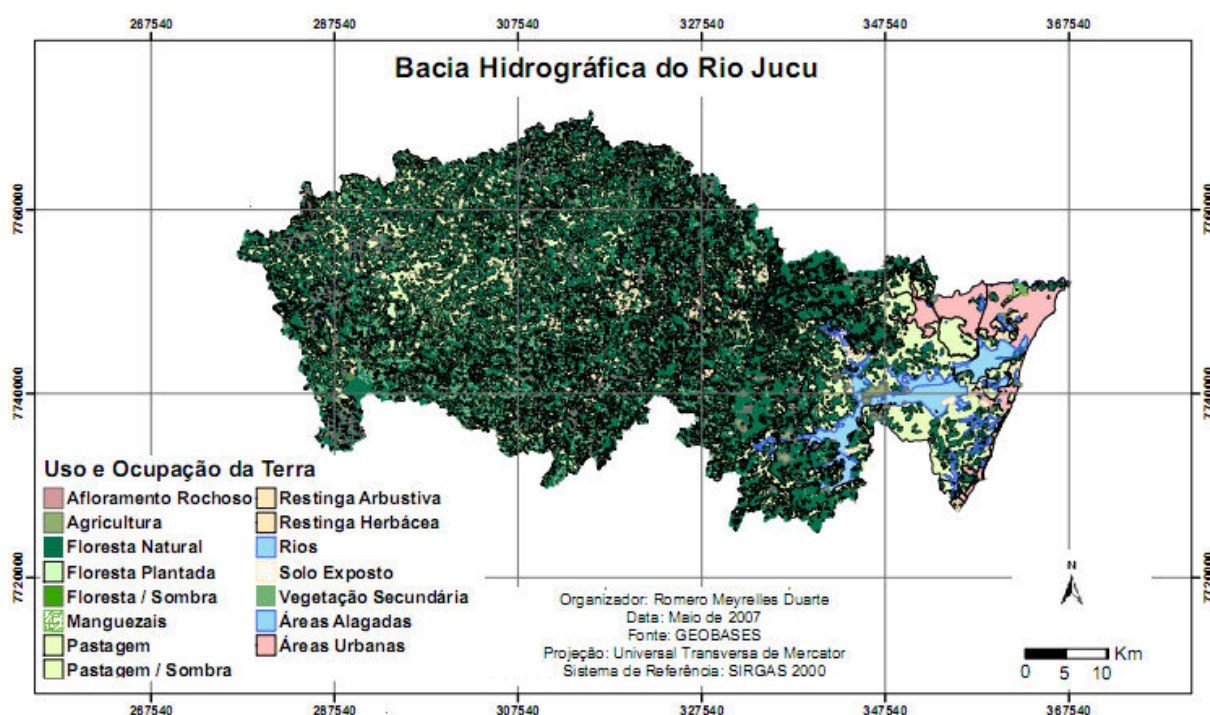 267540 287540 307540 327540 347540 367540
Bacia Hidrográfica do Rio Jucu
7760000 7760000
7740000 7740000
7720000 7720000
Uso e Ocupação da Terra
Afloramento Rochoso
Agricultura
Floresta Natural
Floresta Plantada
Floresta / Sombra
Manguezais
Pastagem
Pastagem / Sombra
Restinga Arbustiva
Restinga Herbácea
Rios
Solo Exposto
Vegetação Secundária
Áreas Alagadas
Áreas Urbanas
Organizador: Romero Meyrelles Duarte
Data: Maio de 2007
Fonte: GEOBASES
Projeção: Universal Transversa de Mercator
Sistema de Referência: SIRGAS 2000
N
Km
0 5 10
267540 287540 307540 327540 347540 367540